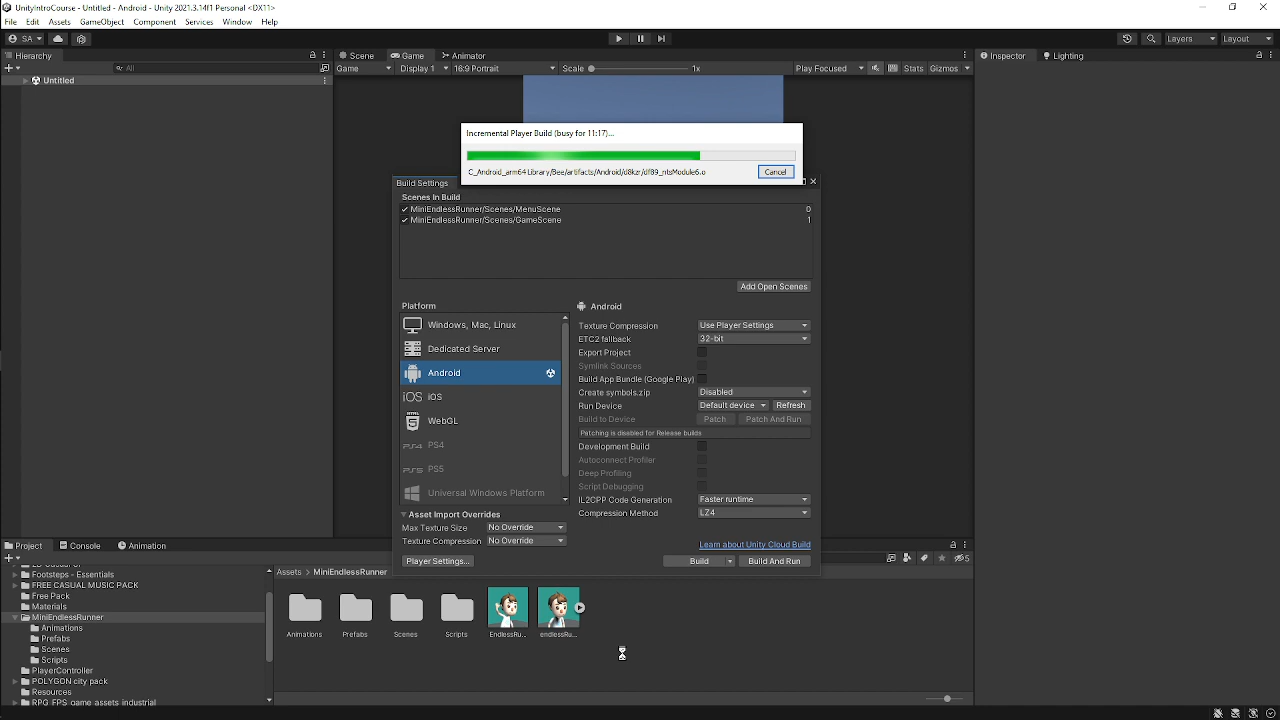 UnityIntroCourse - Untitled - Android - Unity 2021.3.14f1 Personal <DX11>
File Edit Assets GameObject Component Services Window Help
SA Layers Layout
Hierarchy Scene Game Animator Inspector Lighting
All Game Display 1 16:9 Portrait Scale 1x Play Focused Stats Gizmos
Untitled
Incremental Player Build (busy for 11:17)...
C_Android_arm64 Library/Bee/artifacts/Android/d8kzr/df89_ntsModule6.o Cancel
Build Settings
Scenes In Build
MiniEndlessRunner/Scenes/MenuScene 0
MiniEndlessRunner/Scenes/GameScene 1
Add Open Scenes
Platform
Windows, Mac, Linux
Dedicated Server
Android
iOS iOS
HTML WebGL
PS4 PS4
PS5 PS5
Universal Windows Platform
Asset Import Overrides
Max Texture Size No Override
Texture Compression No Override
Player Settings...
Android
Texture Compression Use Player Settings
ETC2 fallback 32-bit
Export Project
Symlink Sources
Build App Bundle (Google Play)
Create symbols.zip Disabled
Run Device Default device Refresh
Build to Device Patch Patch And Run
Patching is disabled for Release builds
Development Build
Autoconnect Profiler
Deep Profiling
Script Debugging
IL2CPP Code Generation Faster runtime
Compression Method LZ4
Learn about Unity Cloud Build
Build Build And Run
Project Console Animation
5
Footsteps - Essentials
FREE CASUAL MUSIC PACK
Free Pack
Materials
MiniEndlessRunner
Animations
Prefabs
Scenes
Scripts
PlayerController
POLYGON city pack
Resources
RPG FPS game assets industrial
Assets > MiniEndlessRunner
Animations Prefabs Scenes Scripts EndlessRu... endlessRu...